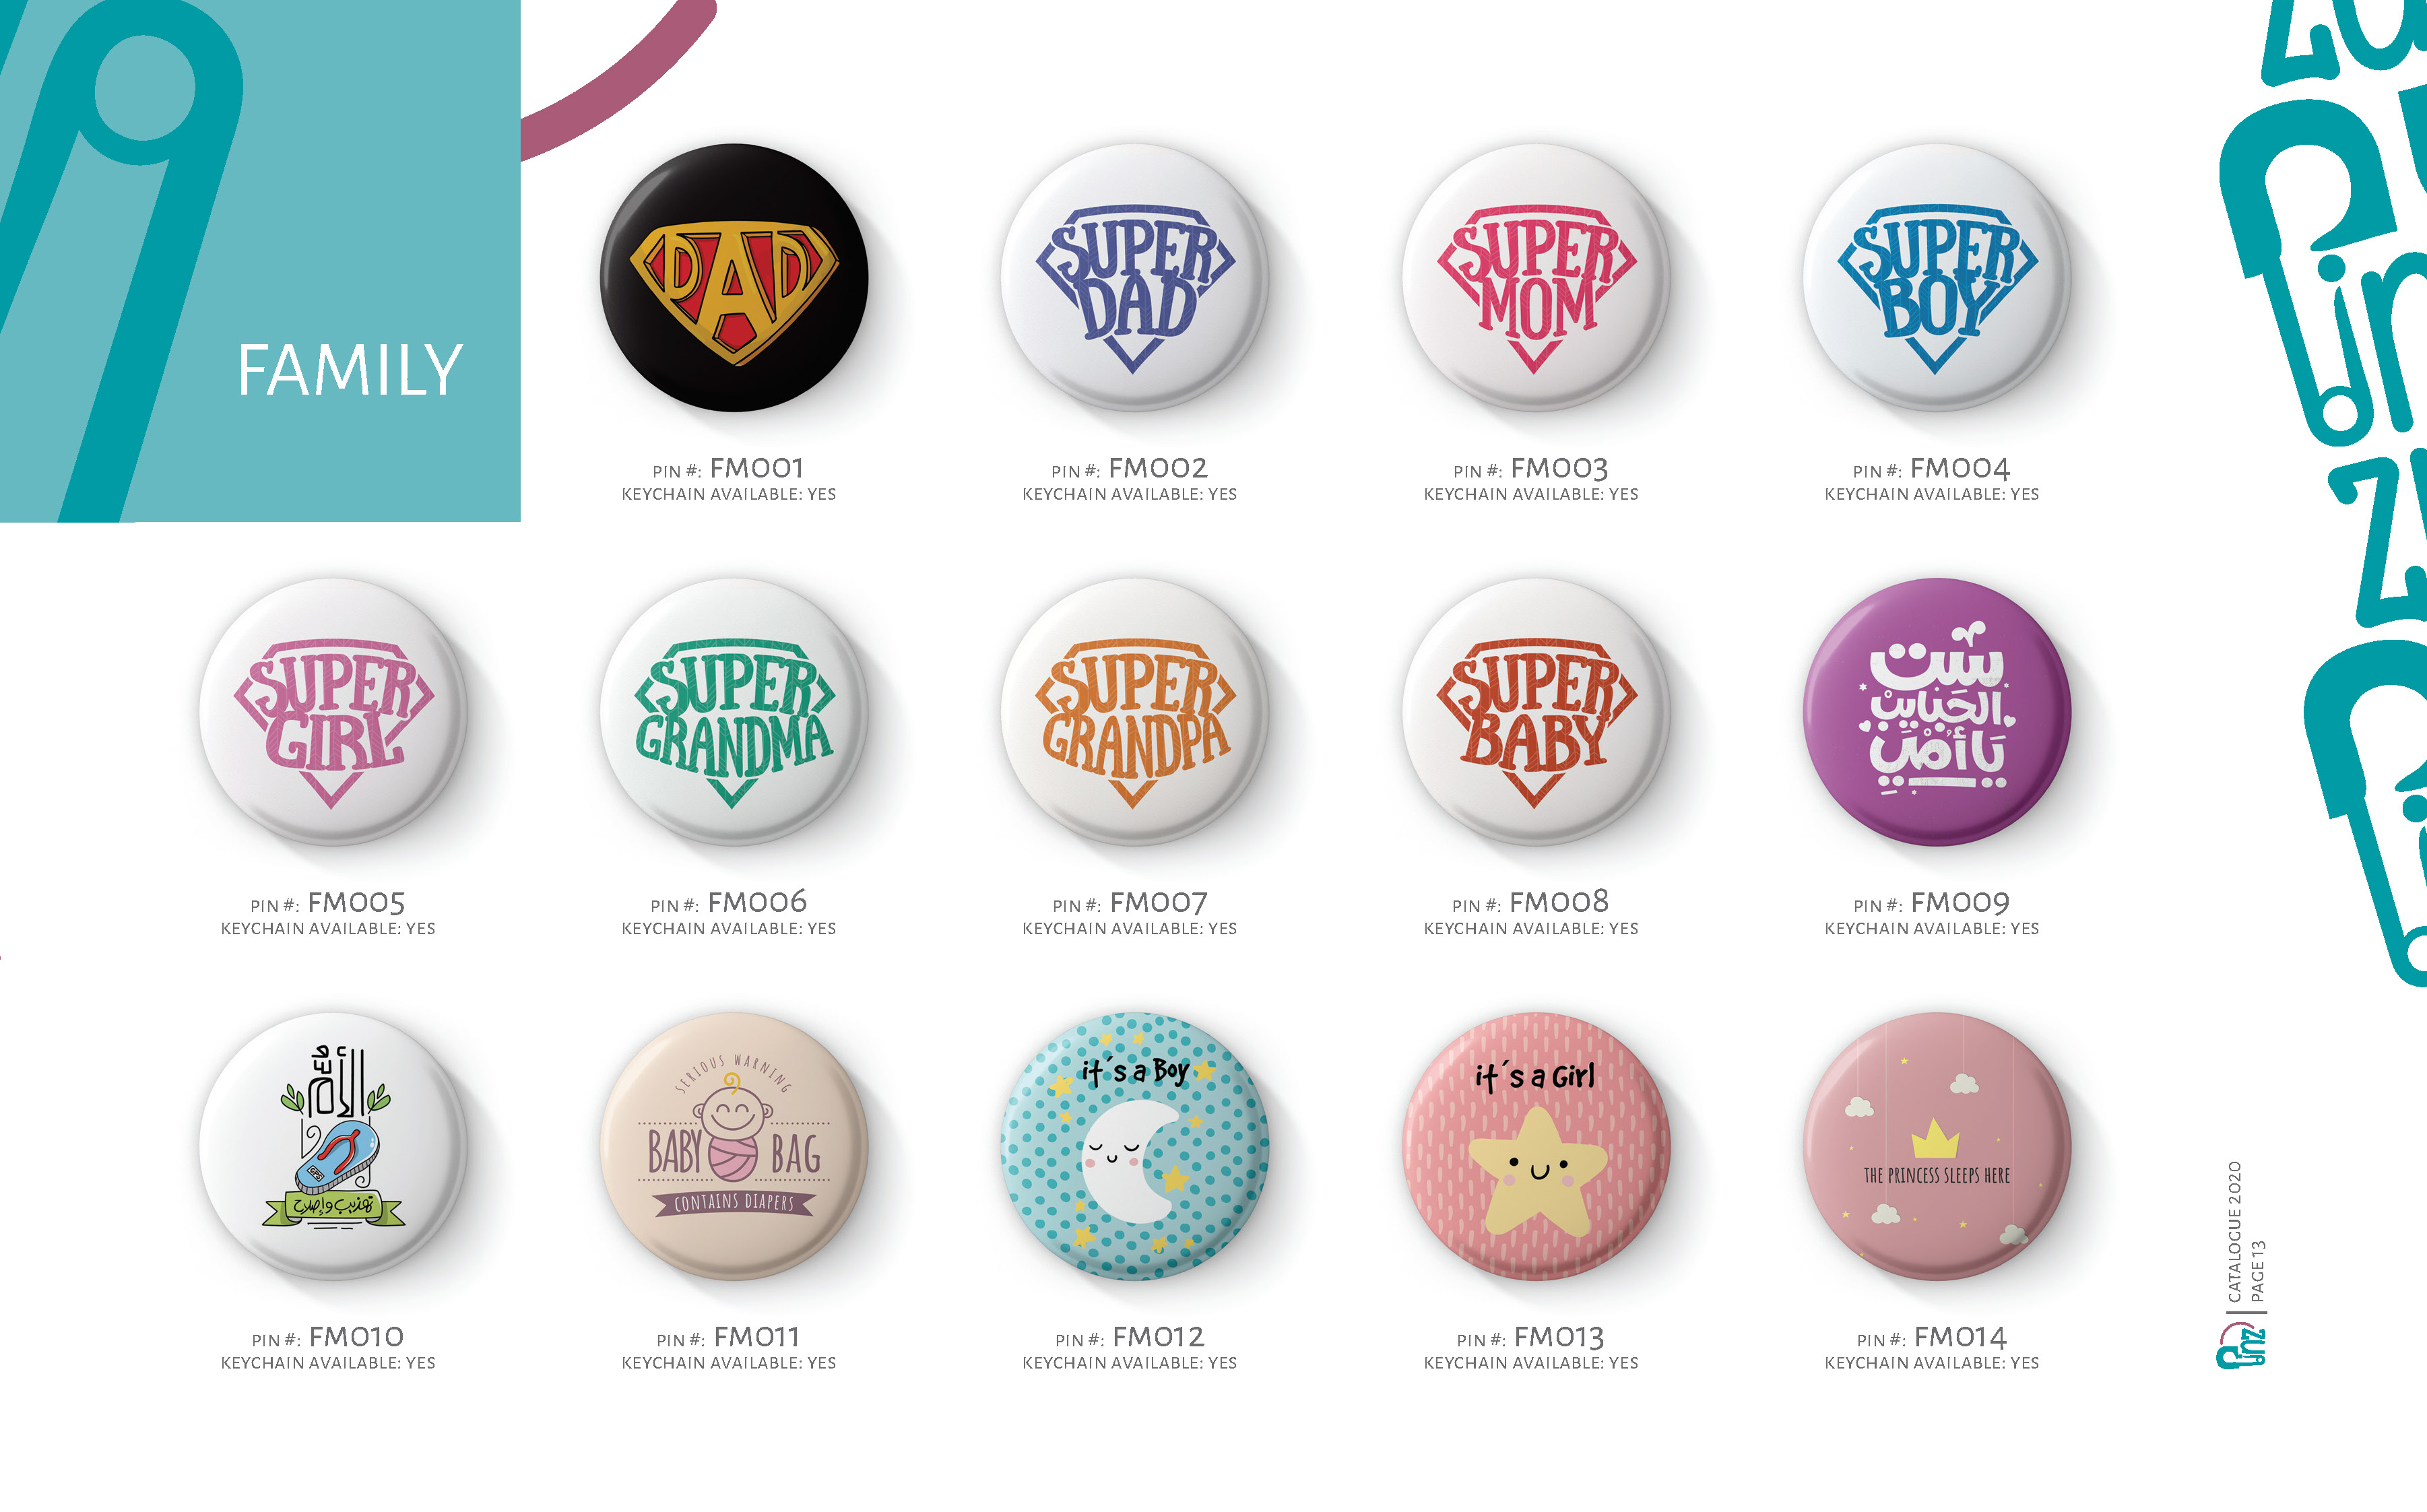 FAMILY
DAD
PIN #: FM001
KEYCHAIN AVAILABLE: YES
SUPER
DAD
PIN #: FM002
KEYCHAIN AVAILABLE: YES
SUPER
MOM
PIN #: FM003
KEYCHAIN AVAILABLE: YES
SUPER
BOY
PIN #: FM004
KEYCHAIN AVAILABLE: YES
SUPER
GIRL
PIN #: FM005
KEYCHAIN AVAILABLE: YES
SUPER
GRANDMA
PIN #: FM006
KEYCHAIN AVAILABLE: YES
SUPER
GRANDPA
PIN #: FM007
KEYCHAIN AVAILABLE: YES
SUPER
BABY
PIN #: FM008
KEYCHAIN AVAILABLE: YES
ست
الحبايب
PIN #: FM009
KEYCHAIN AVAILABLE: YES
تهذيب وإصلاح
PIN #: FM010
KEYCHAIN AVAILABLE: YES
SERIOUS WARNING
BABY BAG
CONTAINS DIAPERS
PIN #: FM011
KEYCHAIN AVAILABLE: YES
it's a Boy
PIN #: FM012
KEYCHAIN AVAILABLE: YES
it's a Girl
PIN #: FM013
KEYCHAIN AVAILABLE: YES
THE PRINCESS SLEEPS HERE
PIN #: FM014
KEYCHAIN AVAILABLE: YES
CATALOGUE 2020
PAGE 13